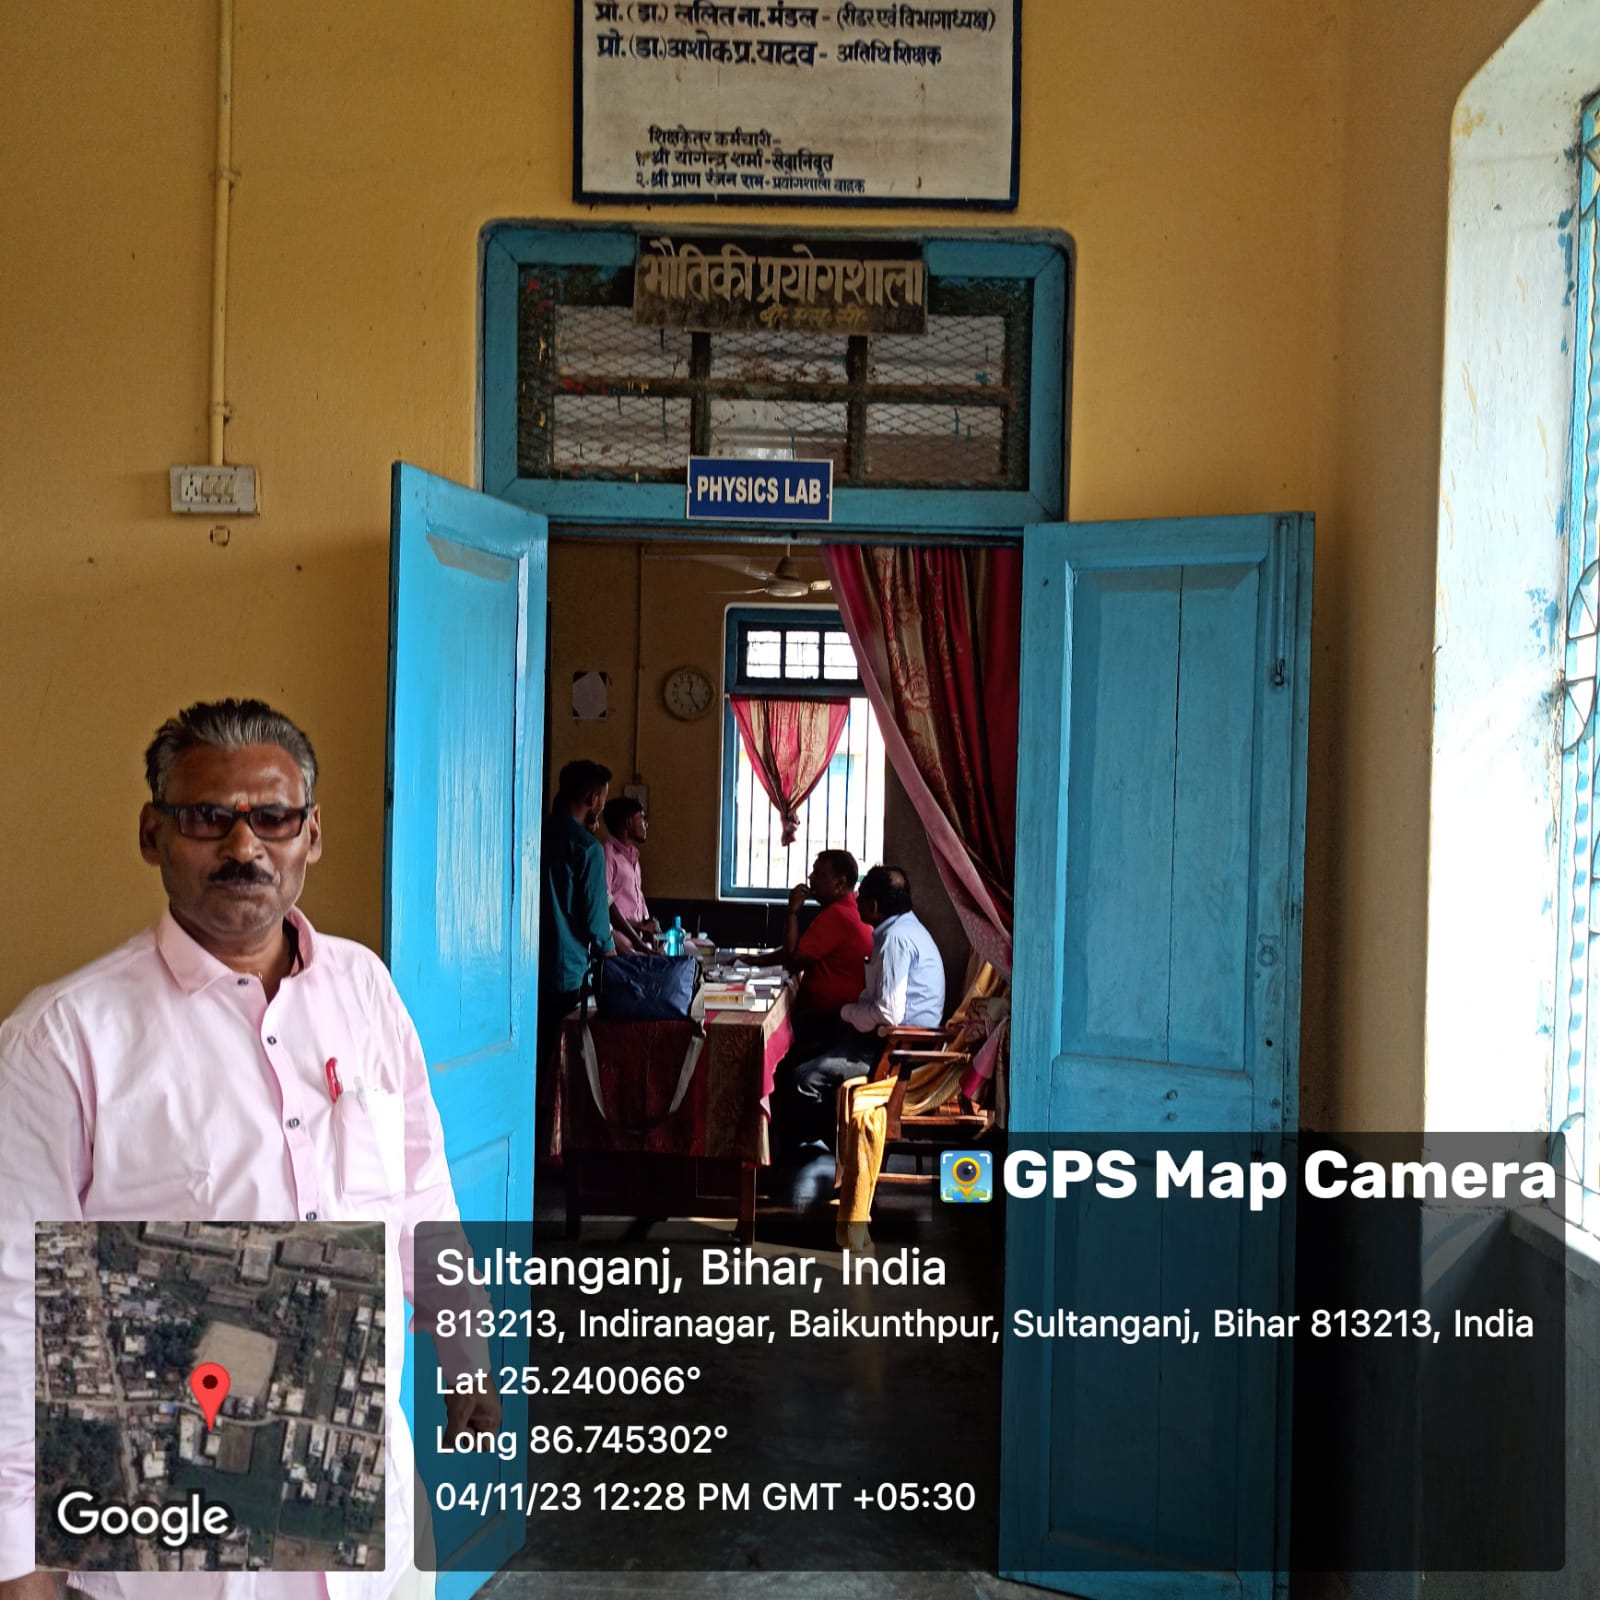 प्रो.(डा.) ललित ना. मंडल - (रीडर एवं विभागाध्यक्ष)
प्रो.(डा.) अशोक प्र. यादव - अतिथि शिक्षक
शिक्षकेतर कर्मचारी-
१. श्री योगेन्द्र शर्मा - सेवानिवृत
२. श्री प्राण रंजन राम - प्रयोगशाला वाहक
भौतिकी प्रयोगशाला
बी. एस. सी.
PHYSICS LAB
GPS Map Camera
Sultanganj, Bihar, India
813213, Indiranagar, Baikunthpur, Sultanganj, Bihar 813213, India
Lat 25.240066°
Long 86.745302°
04/11/23 12:28 PM GMT +05:30
Google